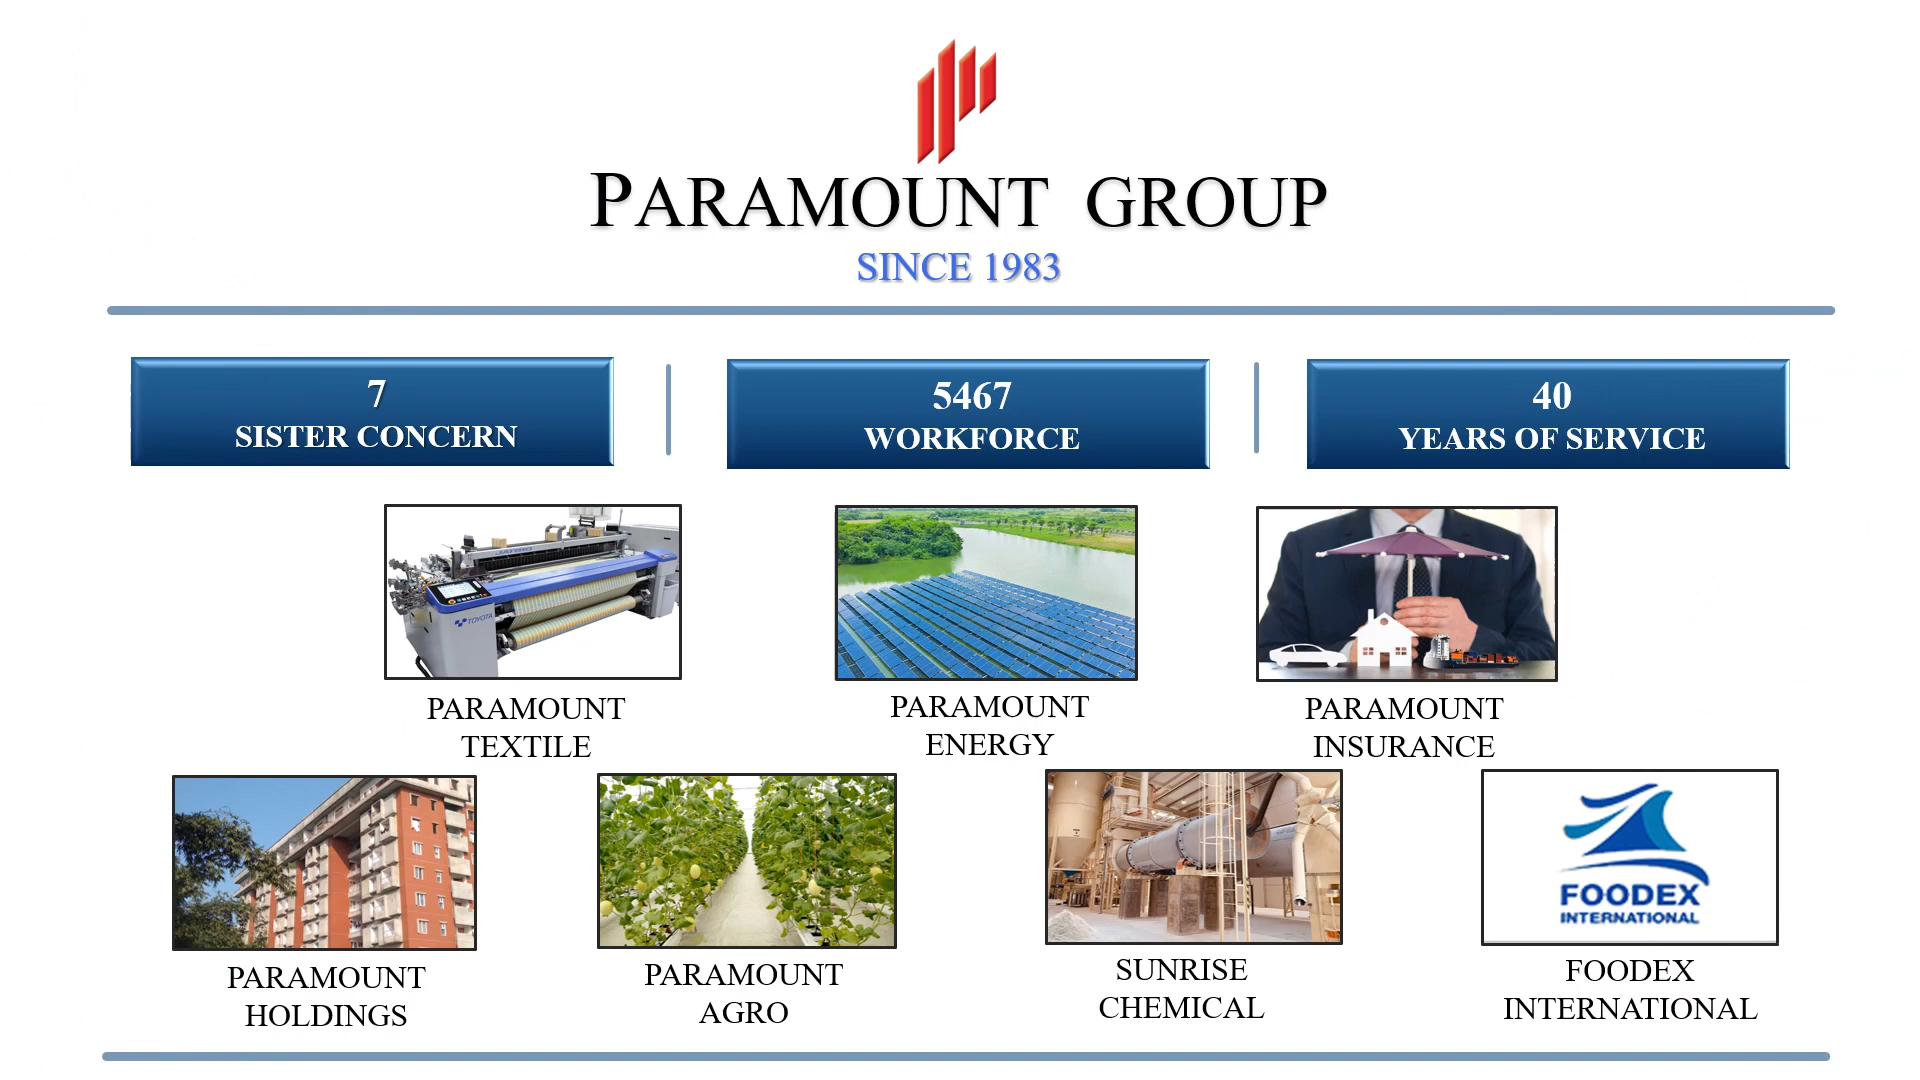 PARAMOUNT GROUP
SINCE 1983
7
SISTER CONCERN
5467
WORKFORCE
40
YEARS OF SERVICE
TOYOTA
PARAMOUNT
TEXTILE
PARAMOUNT
ENERGY
PARAMOUNT
INSURANCE
FOODEX
INTERNATIONAL
PARAMOUNT
HOLDINGS
PARAMOUNT
AGRO
SUNRISE
CHEMICAL
FOODEX
INTERNATIONAL